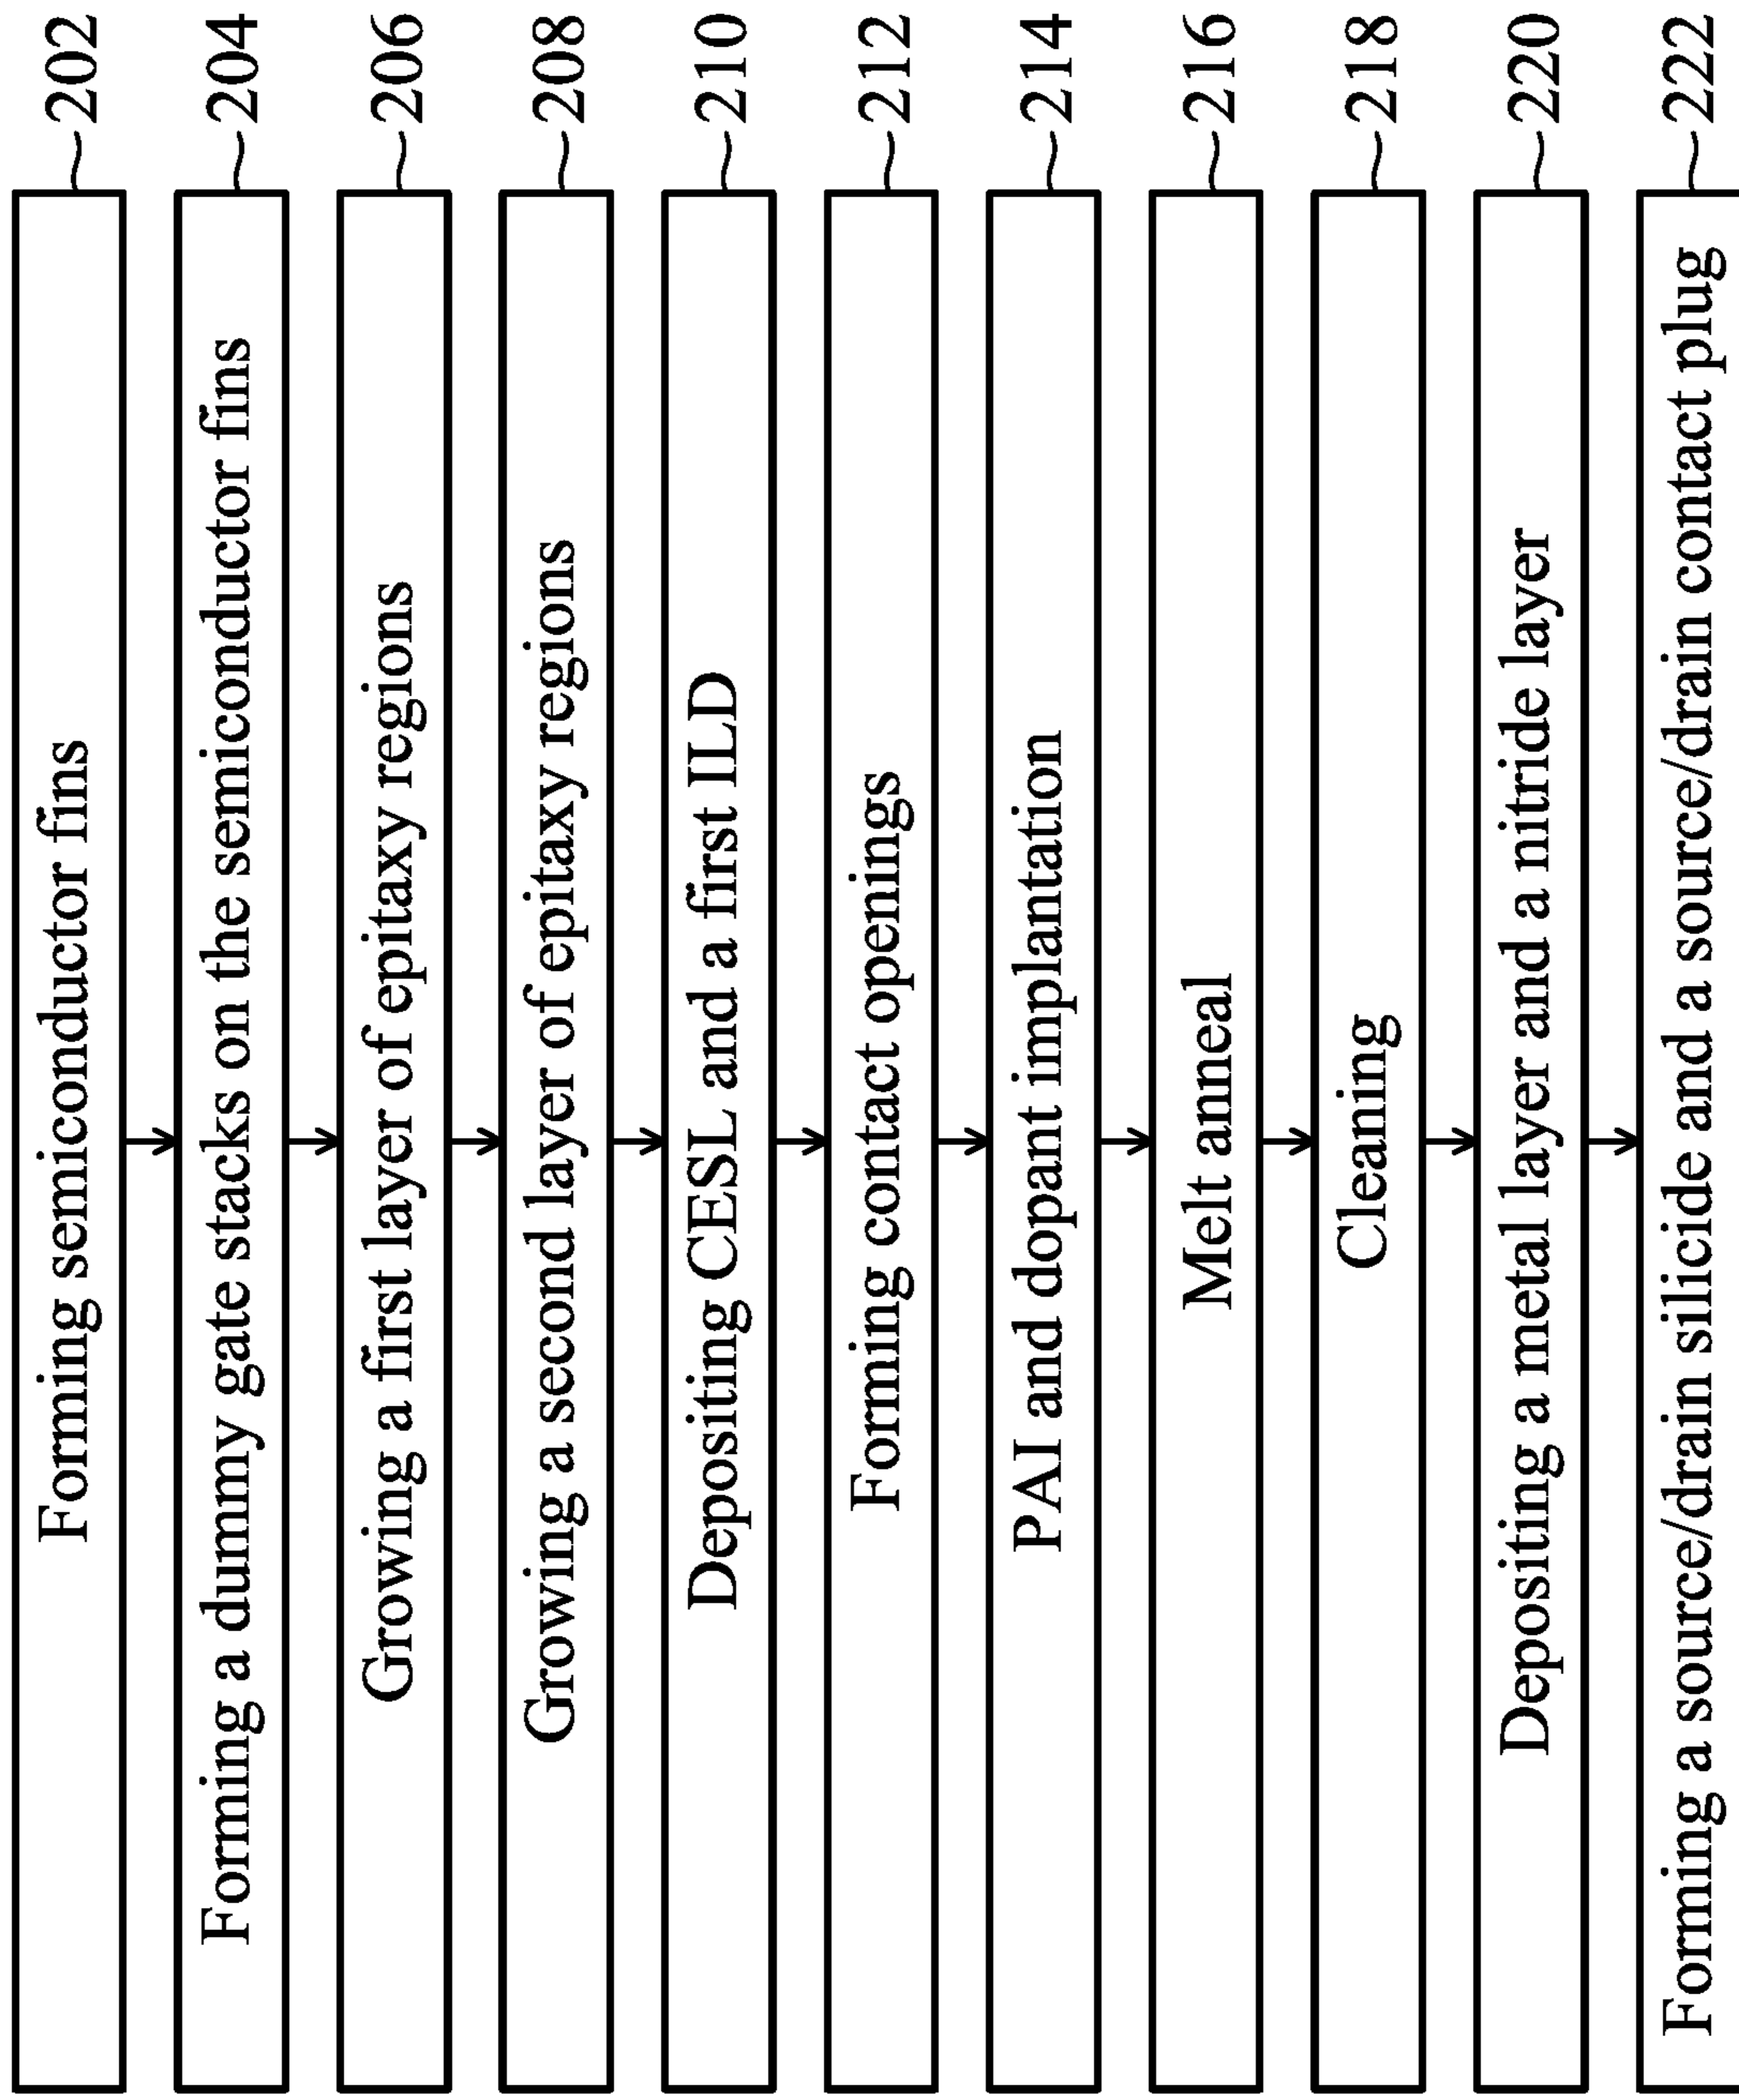 Forming semiconductor fins 202
Forming a dummy gate stacks on the semiconductor fins 204
Growing a first layer of epitaxy regions 206
Growing a second layer of epitaxy regions 208
Depositing CESL and a first ILD 210
Forming contact openings 212
PAI and dopant implantation 214
Melt anneal 216
Cleaning 218
Depositing a metal layer and a nitride layer 220
Forming a source/drain silicide and a source/drain contact plug 222